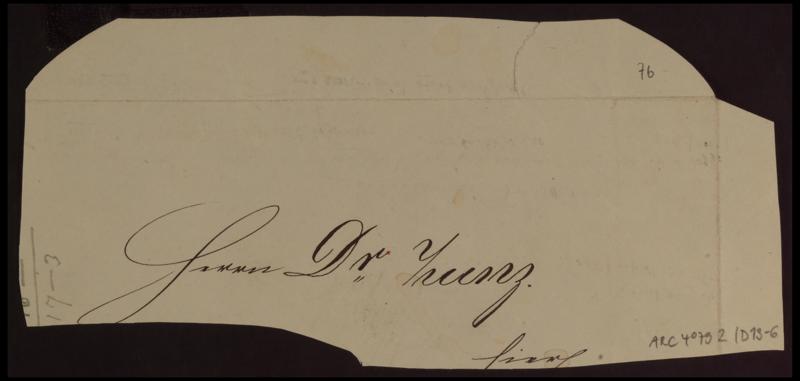 76
Herrn Dr. Zunz.
hier
17-3
ARC 4° 792 / D13-6